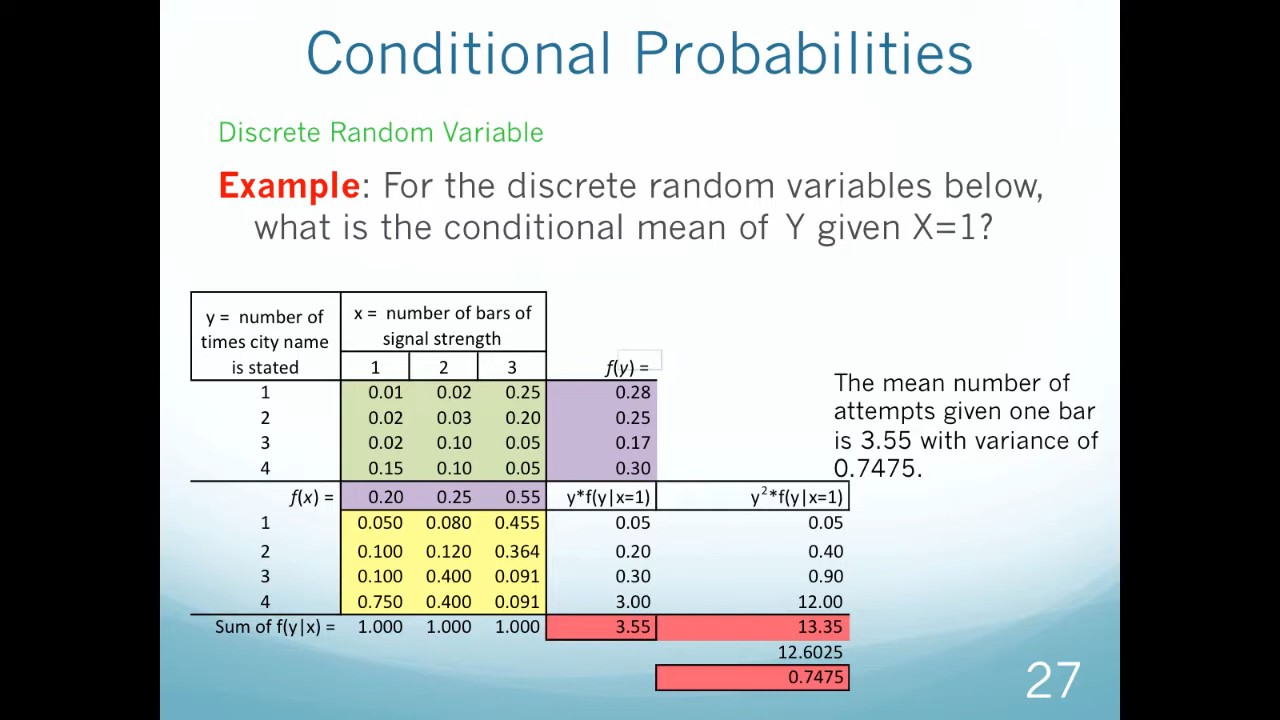 Conditional Probabilities
Discrete Random Variable
Example: For the discrete random variables below,
what is the conditional mean of Y given X=1?
y = number of times city name is stated
x = number of bars of signal strength
1 2 3 f(y) =
1 0.01 0.02 0.25 0.28
2 0.02 0.03 0.20 0.25
3 0.02 0.10 0.05 0.17
4 0.15 0.10 0.05 0.30
f(x) = 0.20 0.25 0.55 y*f(y|x=1) y²*f(y|x=1)
1 0.050 0.080 0.455 0.05 0.05
2 0.100 0.120 0.364 0.20 0.40
3 0.100 0.400 0.091 0.30 0.90
4 0.750 0.400 0.091 3.00 12.00
Sum of f(y|x) = 1.000 1.000 1.000 3.55 13.35
12.6025
0.7475
The mean number of
attempts given one bar
is 3.55 with variance of
0.7475.
27